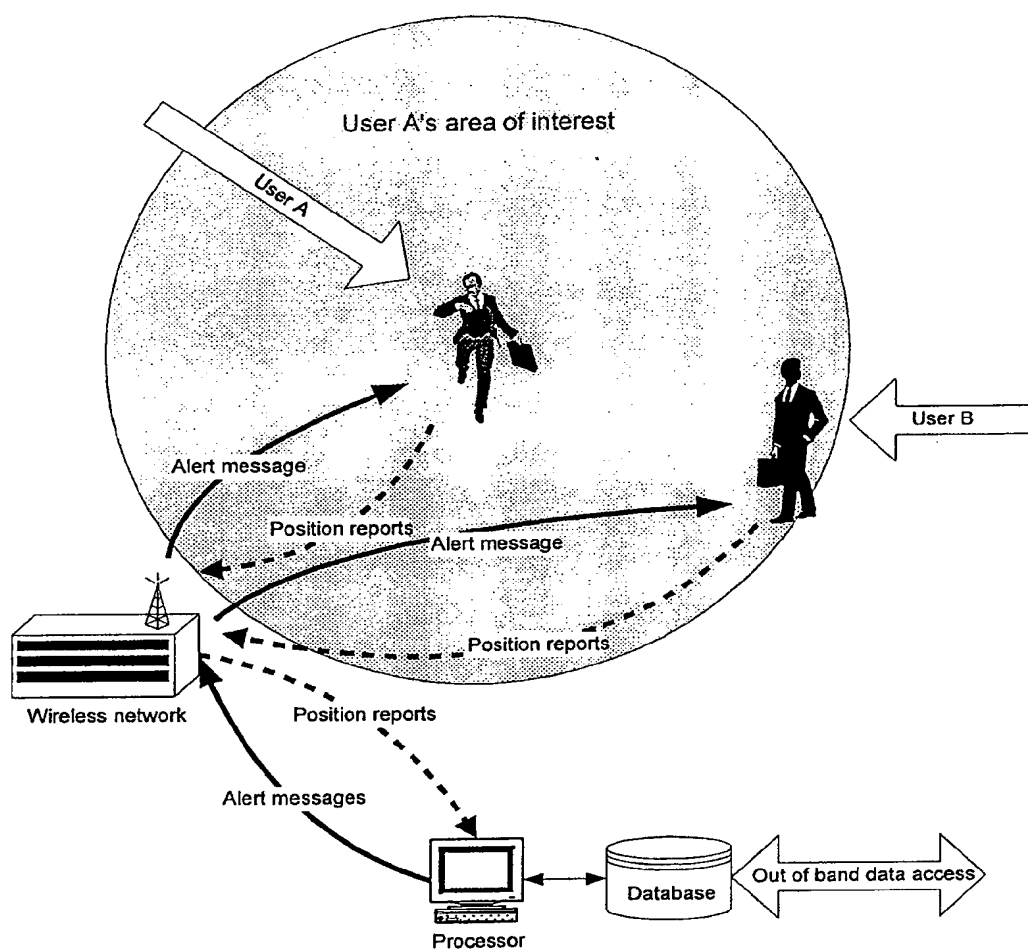 User A's area of interest
User A
User B
Alert message
Position reports
Alert message
Position reports
Wireless network
Position reports
Alert messages
Out of band data access
Database
Processor